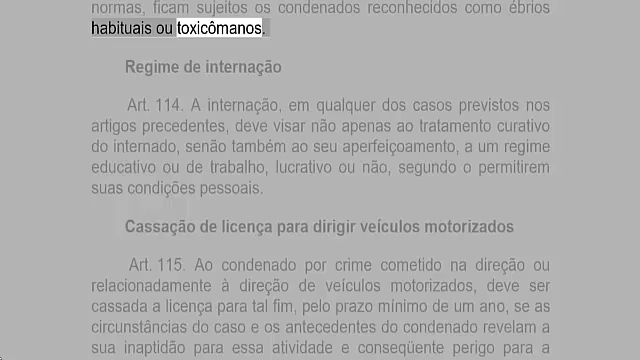 normas, ficam sujeitos os condenados reconhecidos como ébrios
habituais ou toxicômanos.
Regime de internação
Art. 114. A internação, em qualquer dos casos previstos nos
artigos precedentes, deve visar não apenas ao tratamento curativo
do internado, senão também ao seu aperfeiçoamento, a um regime
educativo ou de trabalho, lucrativo ou não, segundo o permitirem
suas condições pessoais.
Cassação de licença para dirigir veículos motorizados
Art. 115. Ao condenado por crime cometido na direção ou
relacionadamente à direção de veículos motorizados, deve ser
cassada a licença para tal fim, pelo prazo mínimo de um ano, se as
circunstâncias do caso e os antecedentes do condenado revelam a
sua inaptidão para essa atividade e conseqüente perigo para a